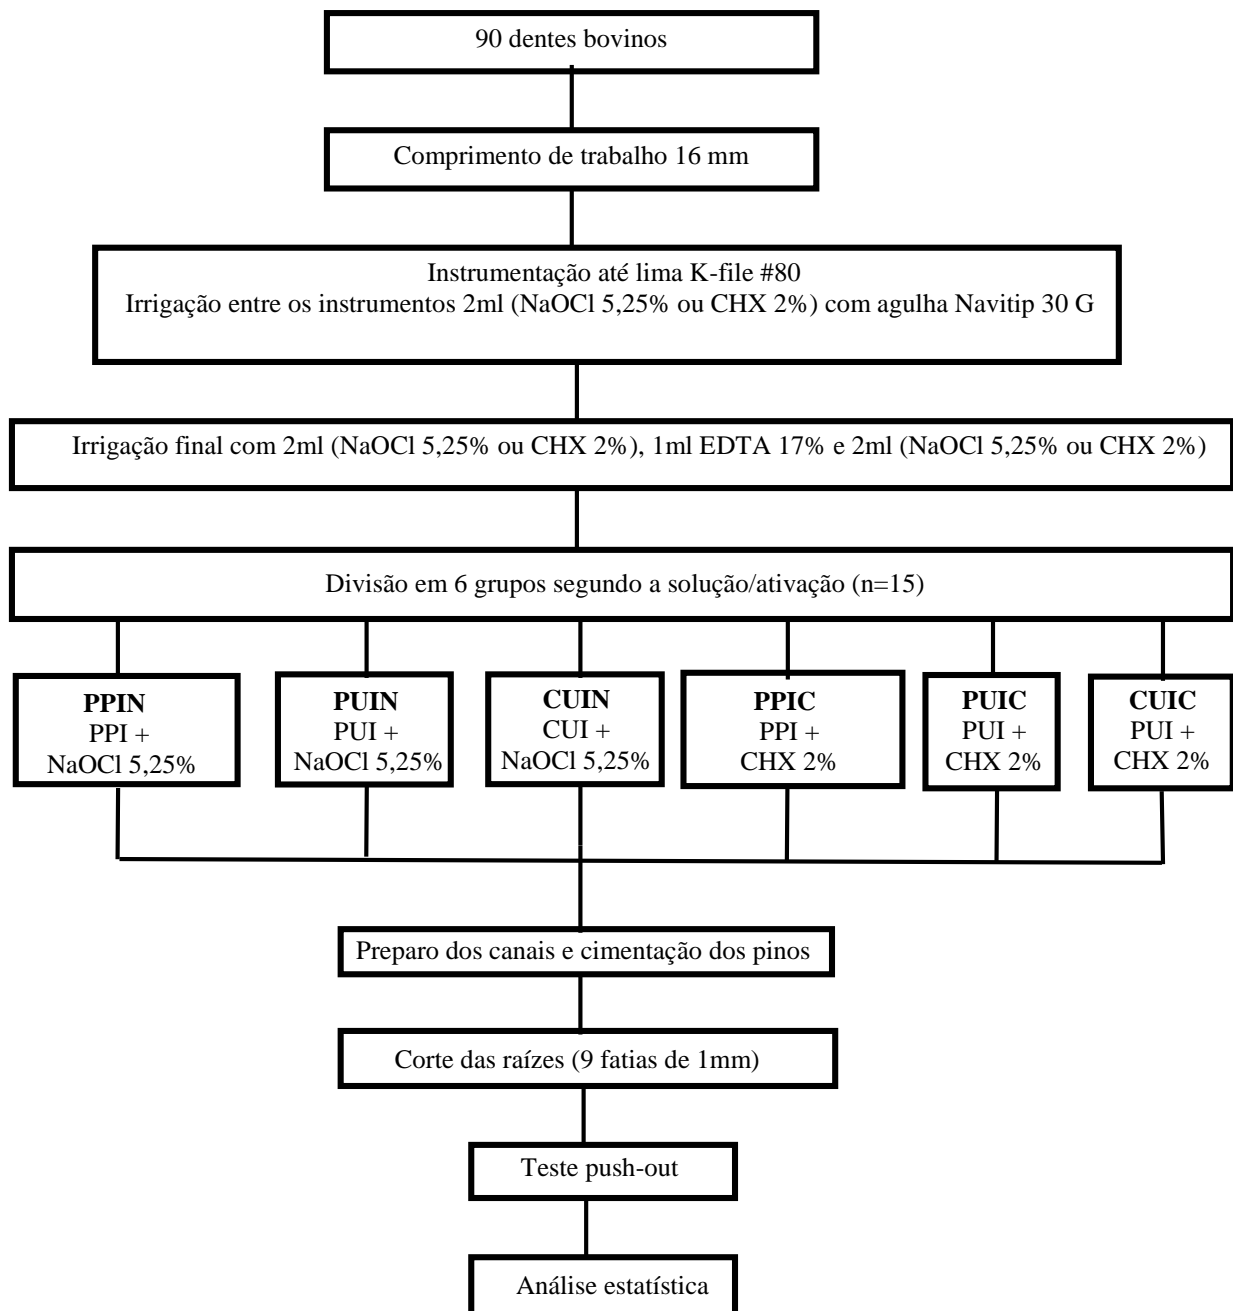 90 dentes bovinos
Comprimento de trabalho 16 mm
Instrumentação até lima K-file #80
Irrigação entre os instrumentos 2ml (NaOCl 5,25% ou CHX 2%) com agulha Navitip 30 G
Irrigação final com 2ml (NaOCl 5,25% ou CHX 2%), 1ml EDTA 17% e 2ml (NaOCl 5,25% ou CHX 2%)
Divisão em 6 grupos segundo a solução/ativação (n=15)
PPIN
PPI +
NaOCl 5,25%
PUIN
PUI +
NaOCl 5,25%
CUIN
CUI +
NaOCl 5,25%
PPIC
PPI +
CHX 2%
PUIC
PUI +
CHX 2%
CUIC
PUI +
CHX 2%
Preparo dos canais e cimentação dos pinos
Corte das raízes (9 fatias de 1mm)
Teste push-out
Análise estatística